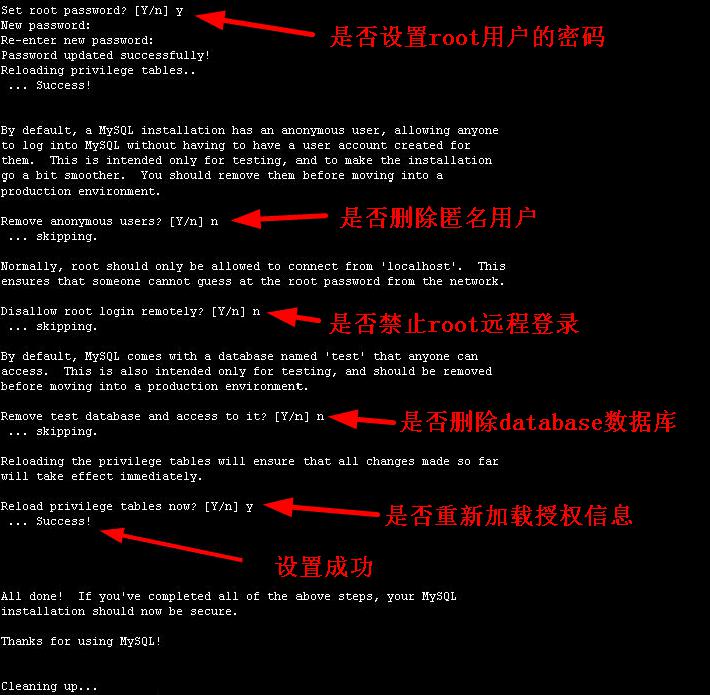 Set root password? [Y/n] y
是否设置root用户的密码
New password:
Re-enter new password:
Password updated successfully!
Reloading privilege tables..
... Success!
By default, a MySQL installation has an anonymous user, allowing anyone
to log into MySQL without having to have a user account created for
them.  This is intended only for testing, and to make the installation
go a bit smoother.  You should remove them before moving into a
production environment.
Remove anonymous users? [Y/n] n
是否删除匿名用户
... skipping.
Normally, root should only be allowed to connect from 'localhost'.  This
ensures that someone cannot guess at the root password from the network.
Disallow root login remotely? [Y/n] n
是否禁止root远程登录
... skipping.
By default, MySQL comes with a database named 'test' that anyone can
access.  This is also intended only for testing, and should be removed
before moving into a production environment.
Remove test database and access to it? [Y/n] n
是否删除database数据库
... skipping.
Reloading the privilege tables will ensure that all changes made so far
will take effect immediately.
Reload privilege tables now? [Y/n] y
是否重新加载授权信息
... Success!
设置成功
All done!  If you've completed all of the above steps, your MySQL
installation should now be secure.
Thanks for using MySQL!
Cleaning up...